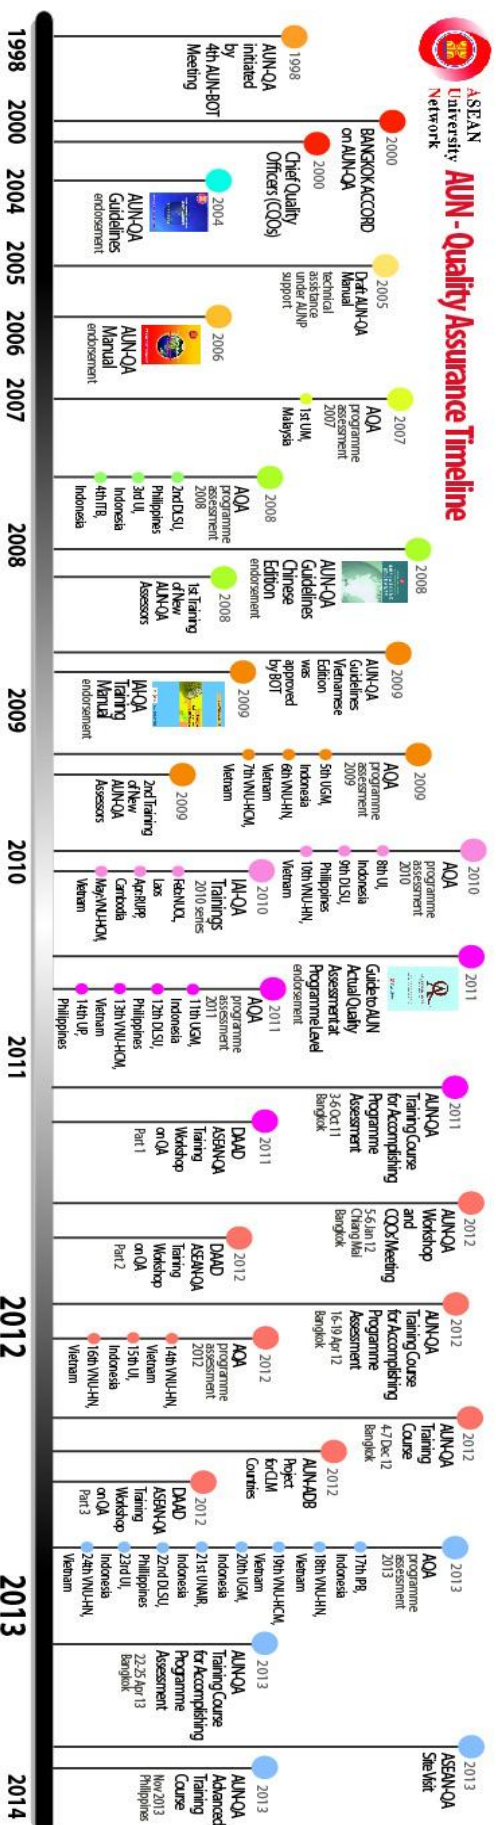 ASEAN
University
Network
AUN - Quality Assurance Timeline
1998
AUN-QA
initiated
by
4th AUN-BOT
Meeting
2000
BANGKOK ACCORD
on AUN-QA
2000
Chief Quality
Officers (CQOs)
2004
AUN-QA
Guidelines
endorsement
2005
Draft AUN-QA
Manual
technical
assistance
under AUNP
support
2006
AUN-QA
Manual
endorsement
2007
AQA
programme
assessment
2007
1st UM,
Malaysia
2008
AQA
programme
assessment
2008
2nd DLSU,
Philippines
3rd UI,
Indonesia
4th ITB,
Indonesia
2008
AUN-QA
Guidelines
Chinese
Edition
endorsement
2008
1st Training
of New
AUN-QA
Assessors
2009
AUN-QA
Guidelines
Vietnamese
Edition
was
approved
by BOT
2009
IAI-QA
Training
Manual
endorsement
2009
AQA
programme
assessment
2009
5th UGM,
Indonesia
6th VNU-HN,
Vietnam
7th VNU-HCM,
Vietnam
2009
2nd Training
of New
AUN-QA
Assessors
2010
AQA
programme
assessment
2010
8th UI,
Indonesia
9th DLSU,
Philippines
10th VNU-HN,
Vietnam
2010
IAI-QA
Trainings
2010 series
Feb:NUOL,
Laos
Apr:RUPP,
Cambodia
May:VNU-HCM,
Vietnam
2011
Guide to AUN
Actual Quality
Assessment at
Programme Level
endorsement
2011
AQA
programme
assessment
2011
11th UGM,
Indonesia
12th DLSU,
Philippines
13th VNU-HCM,
Vietnam
14th UP,
Philippines
2011
AUN-QA
Training Course
for Accomplishing
Programme
Assessment
3-6 Oct 11
Bangkok
2011
DAAD
ASEAN-QA
Training
Workshop
on QA
Part 1
2012
AUN-QA
Workshop
and
CQOs' Meeting
5-6 Jan 12
Chiang Mai
Bangkok
2012
DAAD
ASEAN-QA
Training
Workshop
on QA
Part 2
2012
AUN-QA
Training Course
for Accomplishing
Programme
Assessment
16-19 Apr 12
Bangkok
2012
AQA
programme
assessment
2012
14th VNU-HN,
Vietnam
15th UI,
Indonesia
16th VNU-HN,
Vietnam
2012
AUN-QA
Training
Course
4-7 Dec 12
Bangkok
2012
AUN-ADB
Project
for CLM
Countries
2012
DAAD
ASEAN-QA
Training
Workshop
on QA
Part 3
2013
AQA
programme
assessment
2013
17th IPB,
Indonesia
18th VNU-HN,
Vietnam
19th VNU-HCM,
Vietnam
20th UGM,
Indonesia
21st UNAIR,
Indonesia
22nd DLSU,
Philippines
23rd UI,
Indonesia
24th VNU-HN,
Vietnam
2013
AUN-QA
Training Course
for Accomplishing
Programme
Assessment
22-25 Apr 13
Bangkok
2013
ASEAN-QA
Site Visit
2013
AUN-QA
Advanced
Training
Course
Nov 2013
Philippines
1998
2000
2004
2005
2006
2007
2008
2009
2010
2011
2012
2013
2014